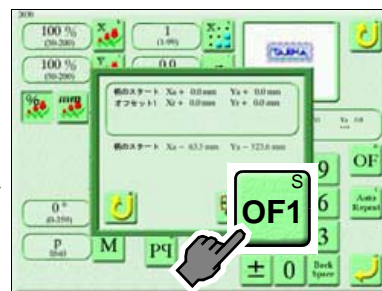 100 %
(50-200)
X
1
(1-99)
X
TAJIMA
100 %
(50-200)
Y
0.0
% mm
柄のスタート Xa + 0.0 mm Ya + 0.0 mm
オフセット1 Xr + 0.0 mm Yr + 0.0 mm
柄のスタート Xa - 63.5 mm Ya - 323.6 mm
S
OF1
9
OF
6
Auto
Repeat
0°
(0-359)
3
P
M
pq
±
0
Back
Space